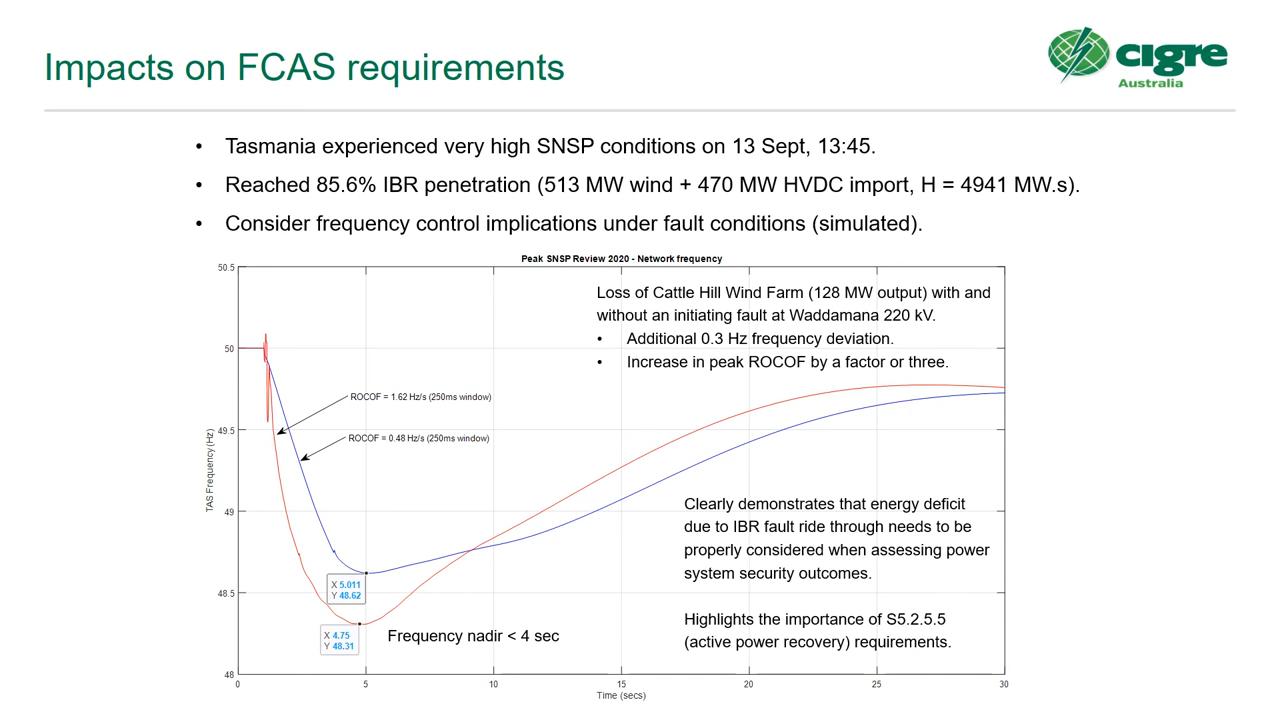 Impacts on FCAS requirements
cigre
Australia
• Tasmania experienced very high SNSP conditions on 13 Sept, 13:45.
• Reached 85.6% IBR penetration (513 MW wind + 470 MW HVDC import, H = 4941 MW.s).
• Consider frequency control implications under fault conditions (simulated).
Peak SNSP Review 2020 - Network frequency
50.5
50
49.5
49
48.5
48
TAS Frequency (Hz)
Loss of Cattle Hill Wind Farm (128 MW output) with and
without an initiating fault at Waddamana 220 kV.
• Additional 0.3 Hz frequency deviation.
• Increase in peak ROCOF by a factor or three.
ROCOF = 1.62 Hz/s (250ms window)
ROCOF = 0.48 Hz/s (250ms window)
Clearly demonstrates that energy deficit
due to IBR fault ride through needs to be
properly considered when assessing power
system security outcomes.
X 5.011
Y 48.62
Highlights the importance of S5.2.5.5
(active power recovery) requirements.
X 4.75
Y 48.31
Frequency nadir < 4 sec
0 5 10 15 20 25 30
Time (secs)